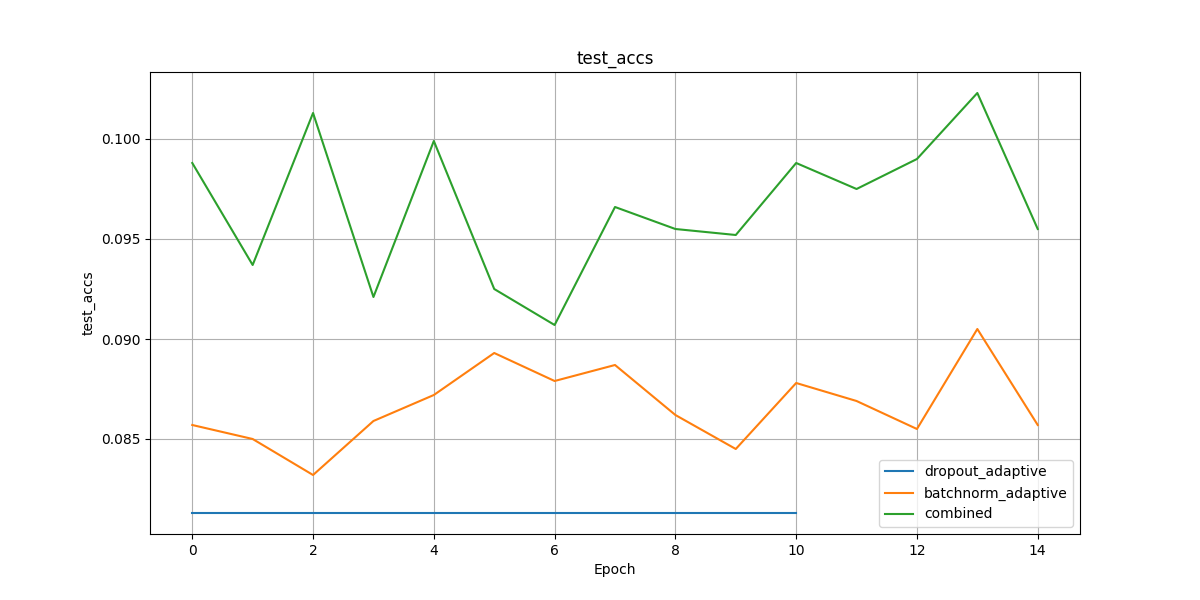 test_accs
0.100
0.095
0.090
0.085
test_accs
0 2 4 6 8 10 12 14
Epoch
dropout_adaptive
batchnorm_adaptive
combined